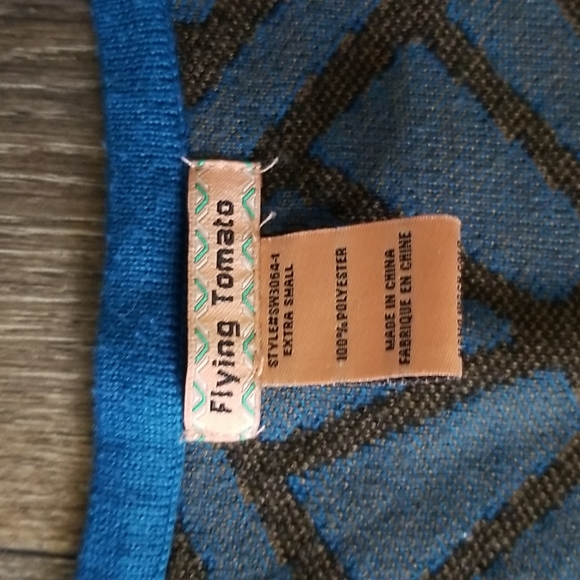 Flying Tomato
STYLE#SW3064-1
EXTRA SMALL
100% POLYESTER
MADE IN CHINA
FABRIQUE EN CHINE